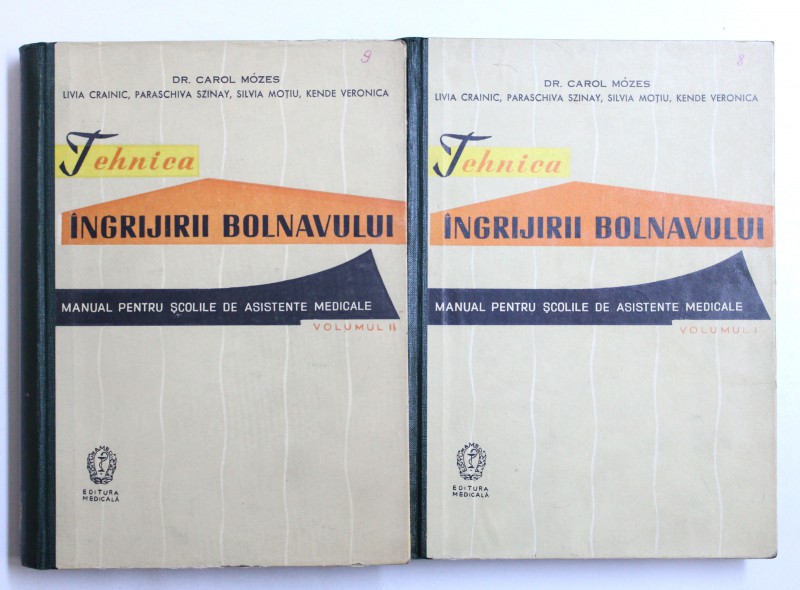 9
DR. CAROL MÓZES
LIVIA CRAINIC, PARASCHIVA SZINAY, SILVIA MOȚIU, KENDE VERONICA
Tehnica
ÎNGRIJIRII BOLNAVULUI
MANUAL PENTRU ȘCOLILE DE ASISTENTE MEDICALE
VOLUMUL II
EDITURA
MEDICALĂ
8
DR. CAROL MÓZES
LIVIA CRAINIC, PARASCHIVA SZINAY, SILVIA MOȚIU, KENDE VERONICA
Tehnica
ÎNGRIJIRII BOLNAVULUI
MANUAL PENTRU ȘCOLILE DE ASISTENTE MEDICALE
VOLUMUL I
EDITURA
MEDICALĂ